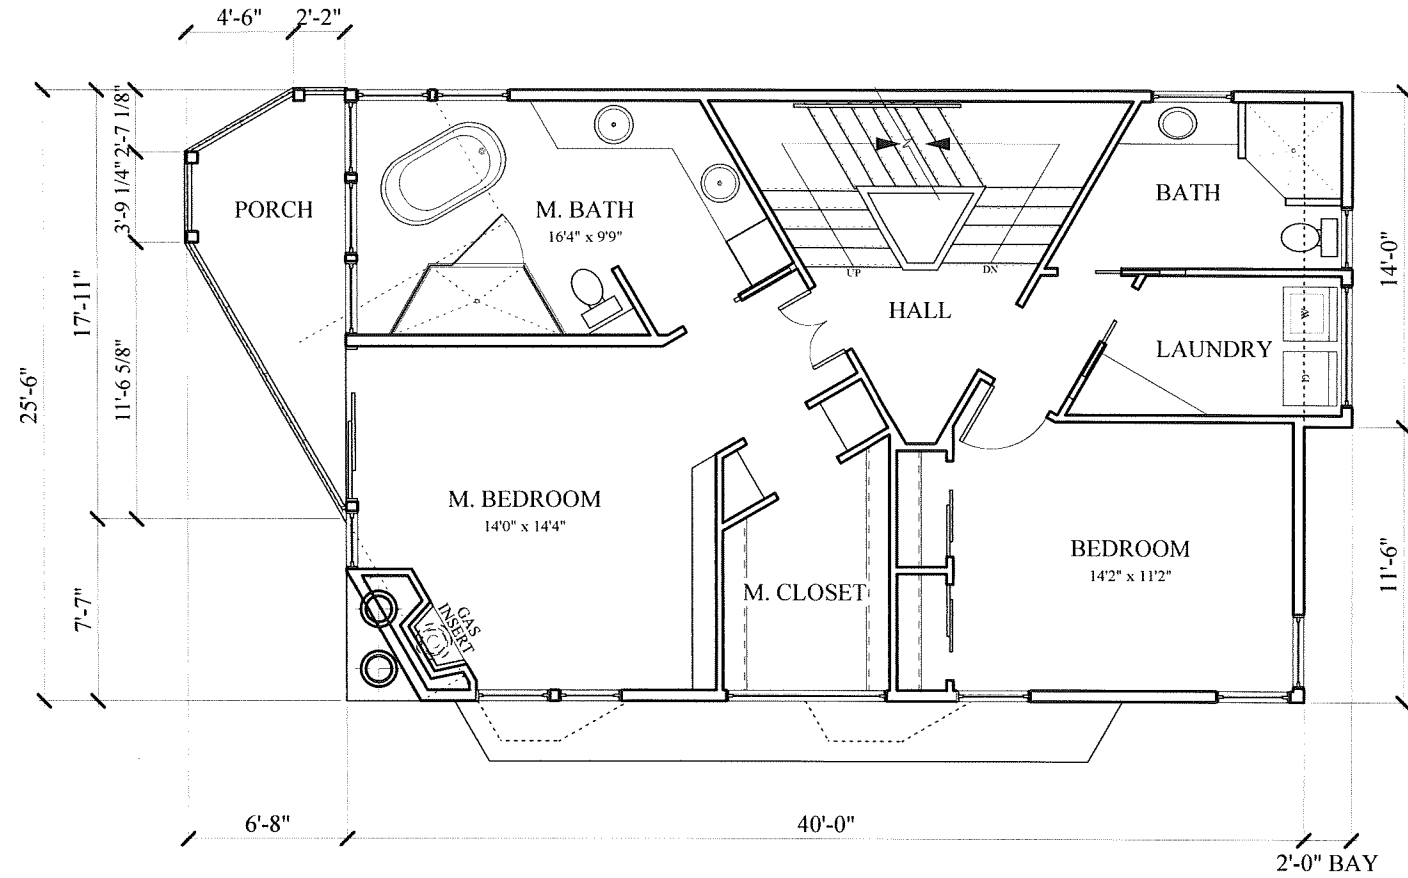 4'-6"
2'-2"
2'-7 1/8"
3'-9 1/4"
11'-6 5/8"
17'-11"
7'-7"
25'-6"
PORCH
M. BATH
16'4" x 9'9"
UP
DN
HALL
BATH
LAUNDRY
W
D
14'-0"
11'-6"
M. BEDROOM
14'0" x 14'4"
GAS
INSERT
M. CLOSET
BEDROOM
14'2" x 11'2"
6'-8"
40'-0"
2'-0" BAY